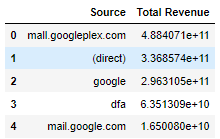 Source Total Revenue
0 mall.googleplex.com 4.884071e+11
1 (direct) 3.368574e+11
2 google 2.963105e+11
3 dfa 6.351309e+10
4 mail.google.com 1.650080e+10